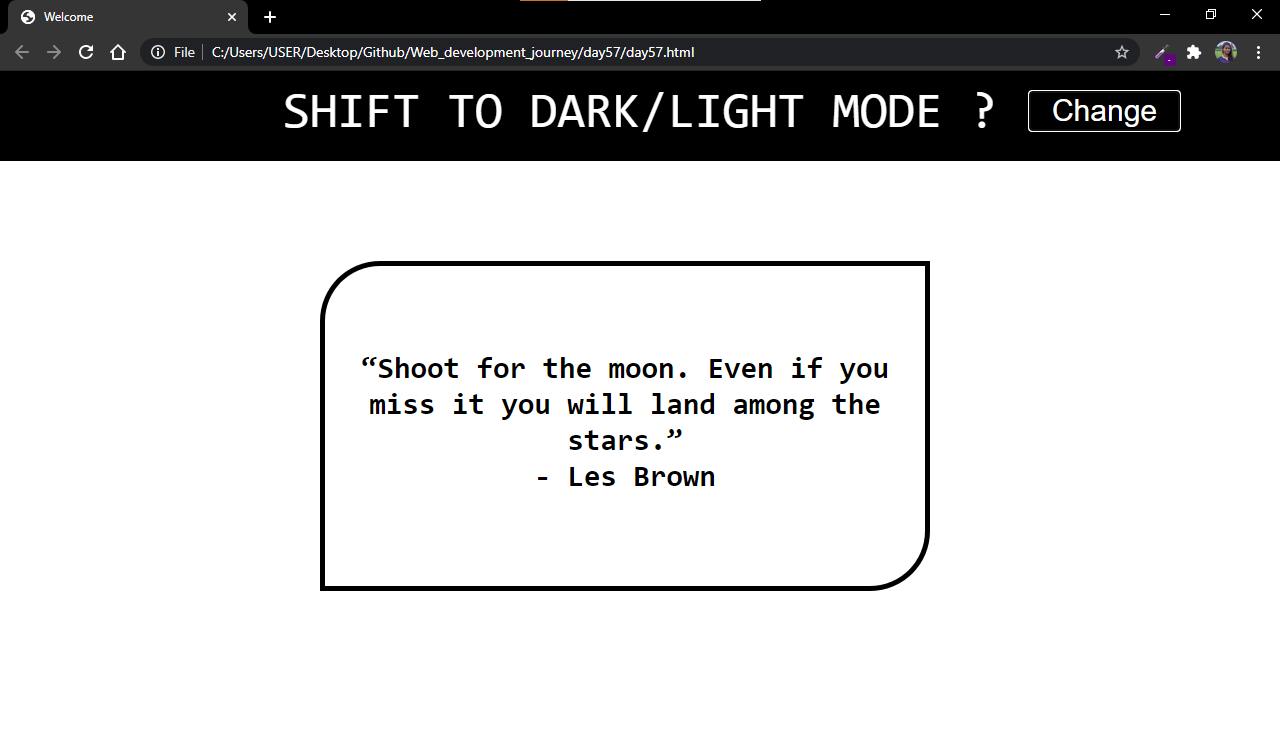 Welcome
File
C:/Users/USER/Desktop/Github/Web_development_journey/day57/day57.html
SHIFT TO DARK/LIGHT MODE ?
Change
“Shoot for the moon. Even if you
miss it you will land among the
stars.”
- Les Brown